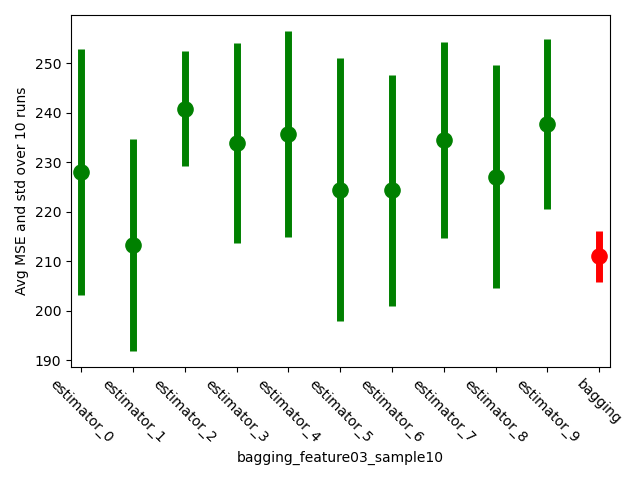 Avg MSE and std over 10 runs
250
240
230
220
210
200
190
estimator_0
estimator_1
estimator_2
estimator_3
estimator_4
estimator_5
estimator_6
estimator_7
estimator_8
estimator_9
bagging
bagging_feature03_sample10